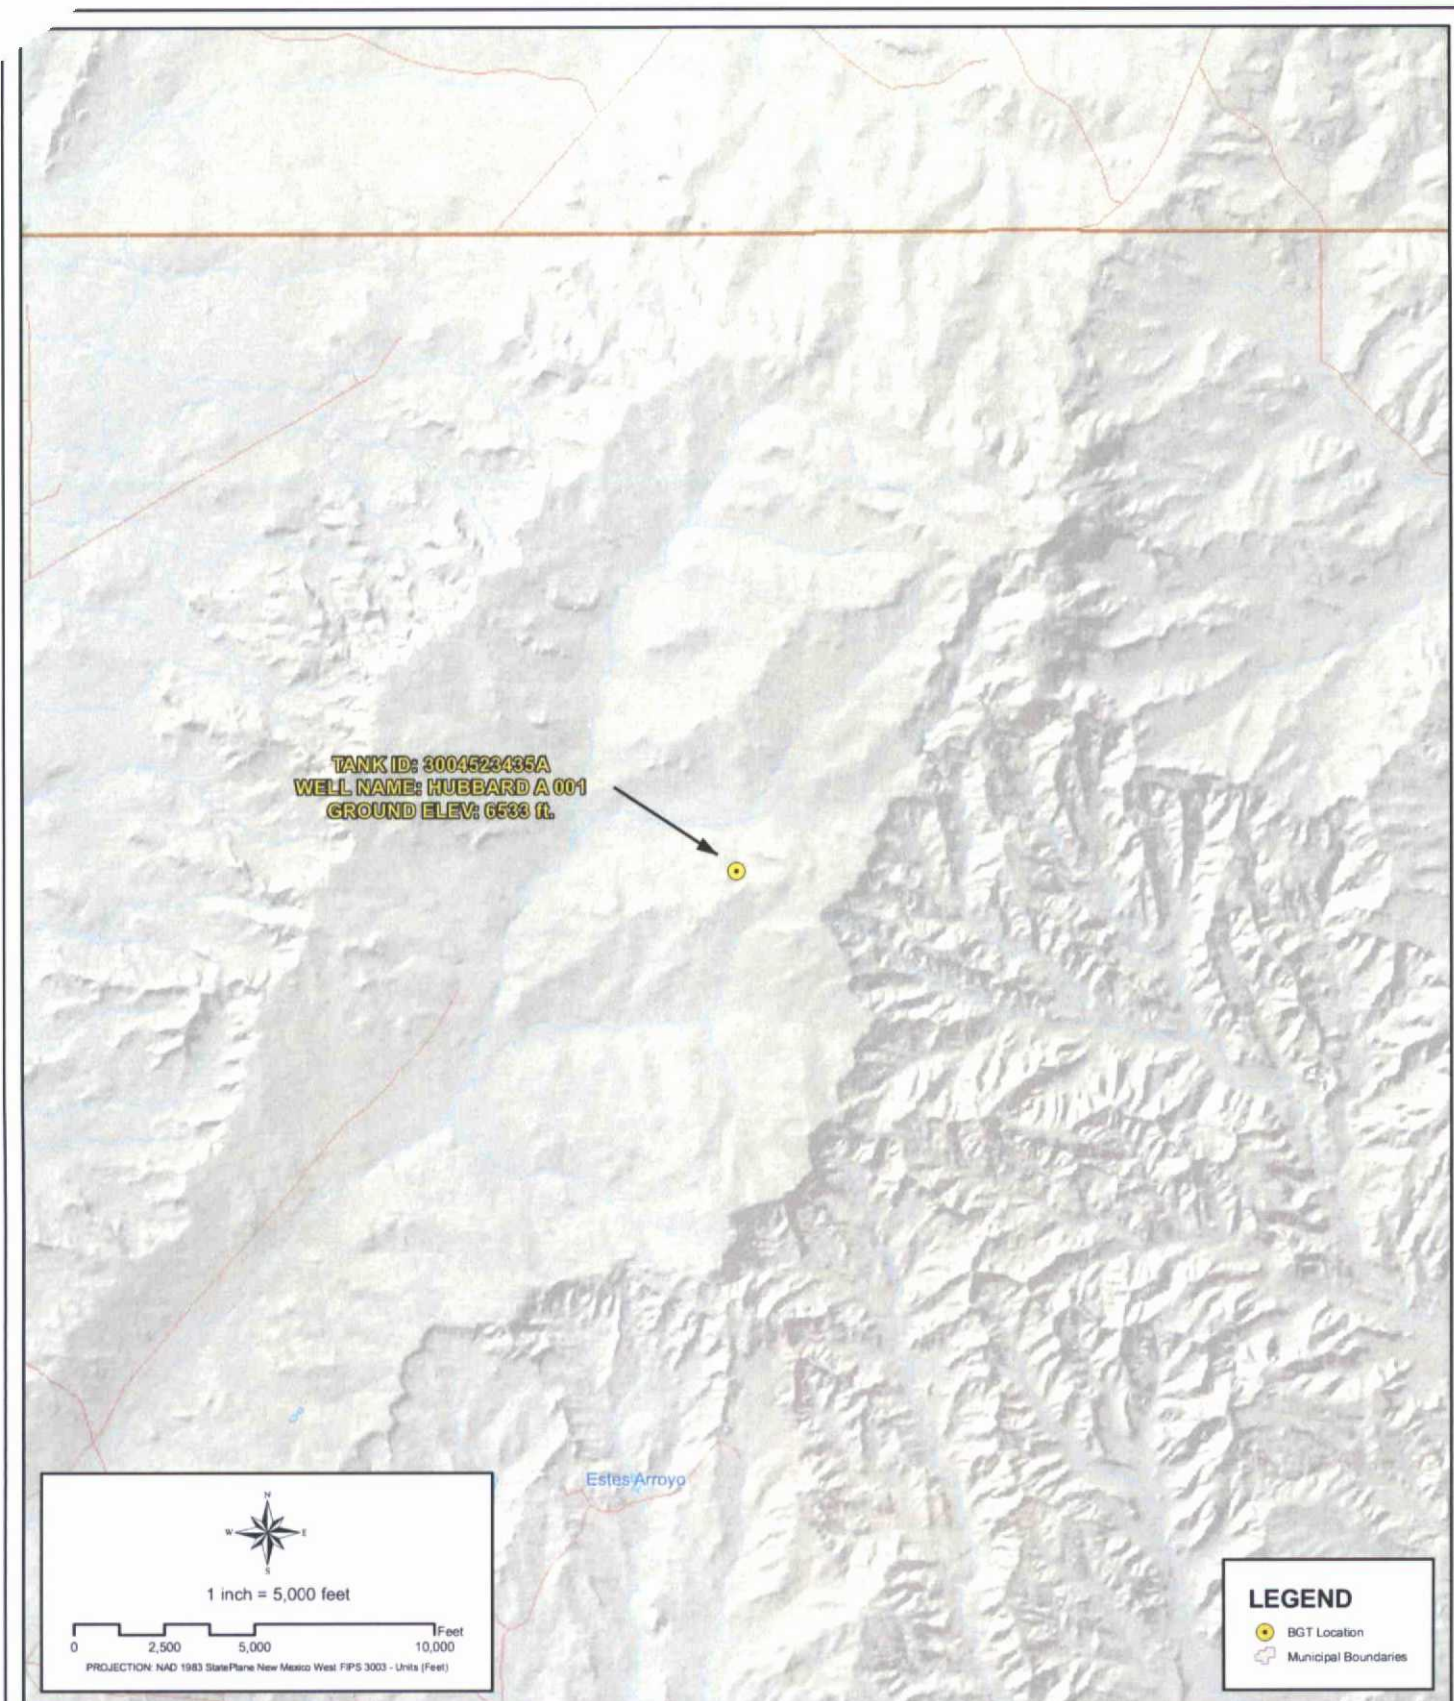 TANK ID: 3004523435A
WELL NAME: HUBBARD A 001
GROUND ELEV: 6533 ft.
Estes Arroyo
N
W E
S
1 inch = 5,000 feet
Feet
0 2,500 5,000 10,000
PROJECTION: NAD 1983 StatePlane New Mexico West FIPS 3003 - Units (Feet)
LEGEND
BGT Location
Municipal Boundaries